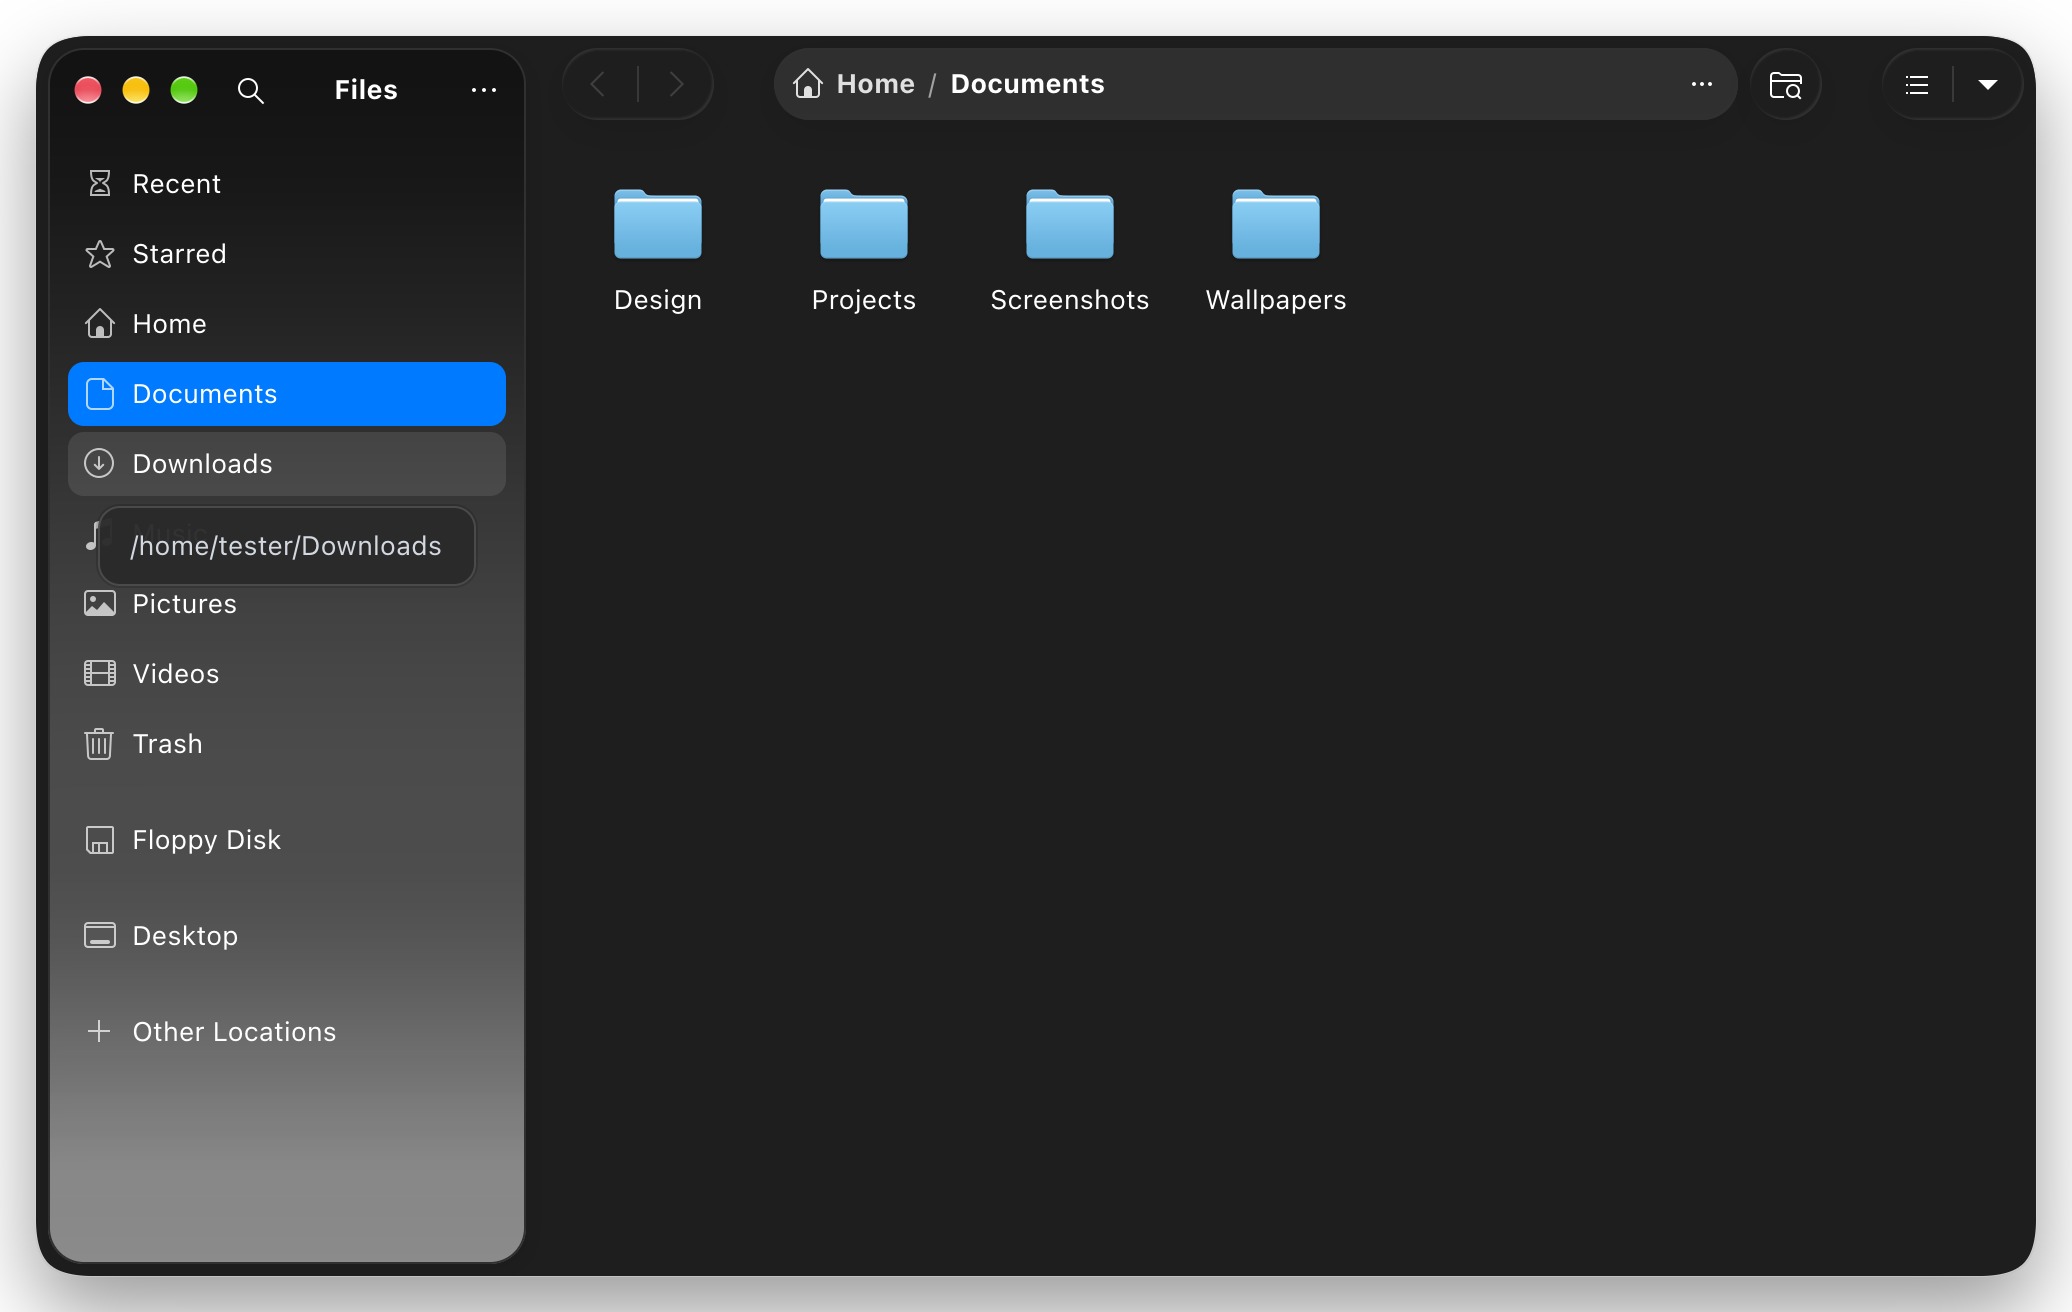 Files
Home / Documents
Recent
Starred
Home
Documents
Downloads
Music
/home/tester/Downloads
Pictures
Videos
Trash
Floppy Disk
Desktop
Other Locations
Design
Projects
Screenshots
Wallpapers